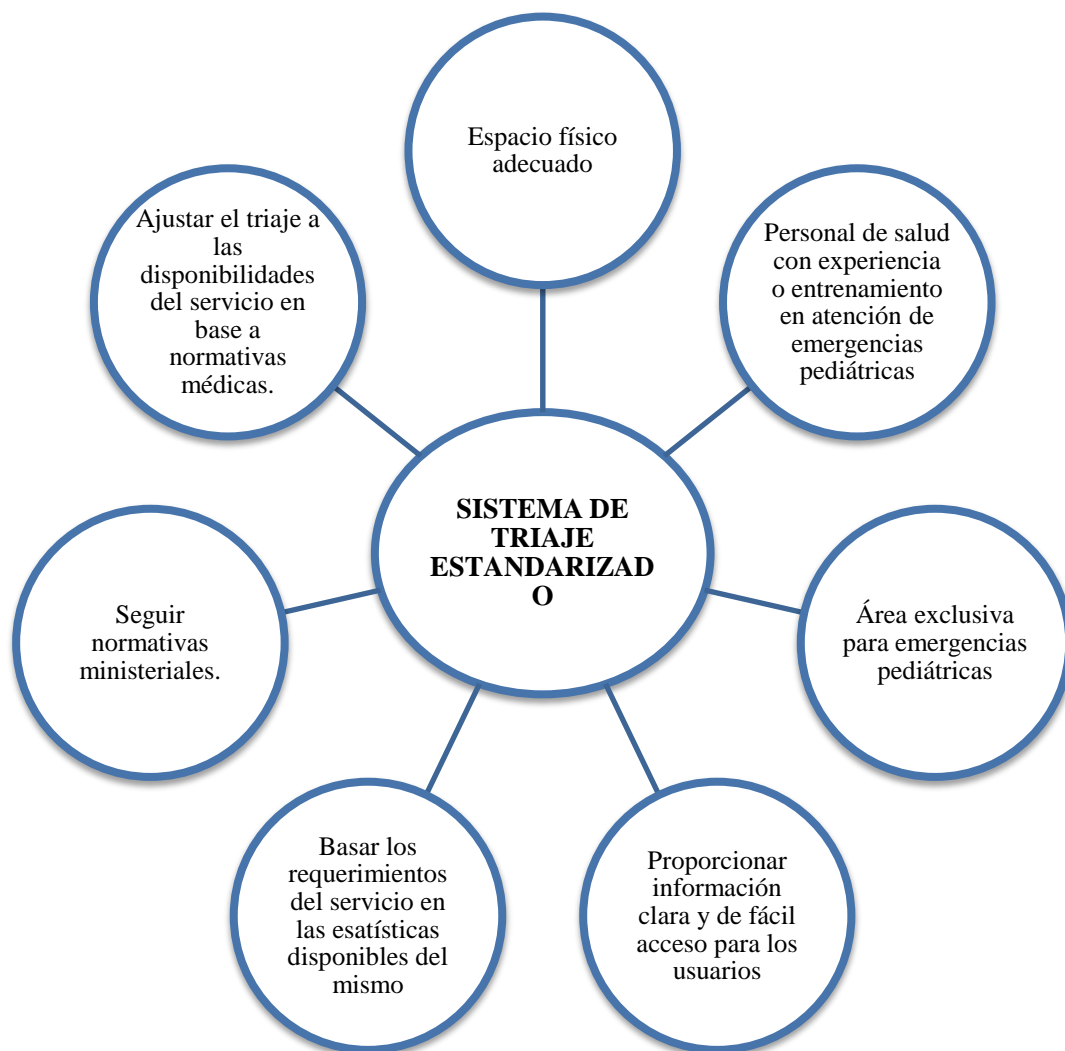 Espacio físico
adecuado
Personal de salud
con experiencia
o entrenamiento
en atención de
emergencias
pediátricas
Área exclusiva
para emergencias
pediátricas
Proporcionar
información
clara y de fácil
acceso para los
usuarios
Basar los
requerimientos
del servicio en
las esatísticas
disponibles del
mismo
Seguir
normativas
ministeriales.
Ajustar el triaje a
las
disponibilidades
del servicio en
base a
normativas
médicas.
SISTEMA DE
TRIAJE
ESTANDARIZAD
O